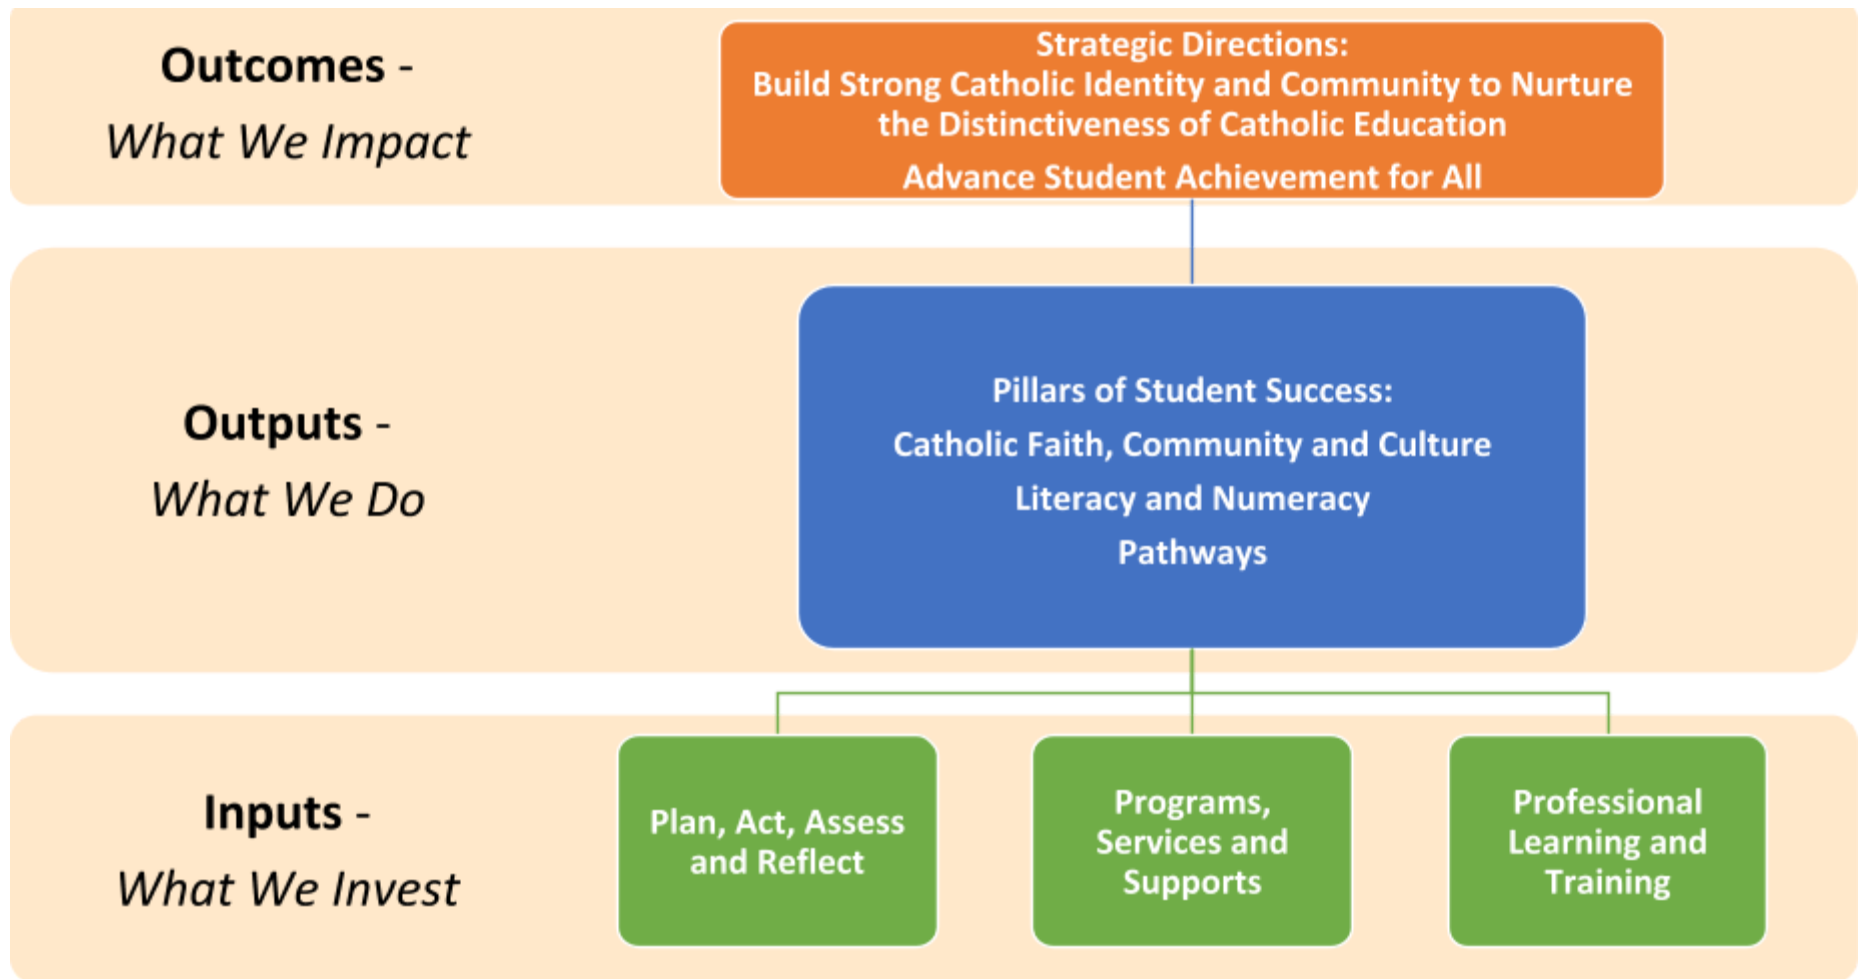 Outcomes -
What We Impact
Strategic Directions:
Build Strong Catholic Identity and Community to Nurture
the Distinctiveness of Catholic Education
Advance Student Achievement for All
Outputs -
What We Do
Pillars of Student Success:
Catholic Faith, Community and Culture
Literacy and Numeracy
Pathways
Inputs -
What We Invest
Plan, Act, Assess
and Reflect
Programs,
Services and
Supports
Professional
Learning and
Training